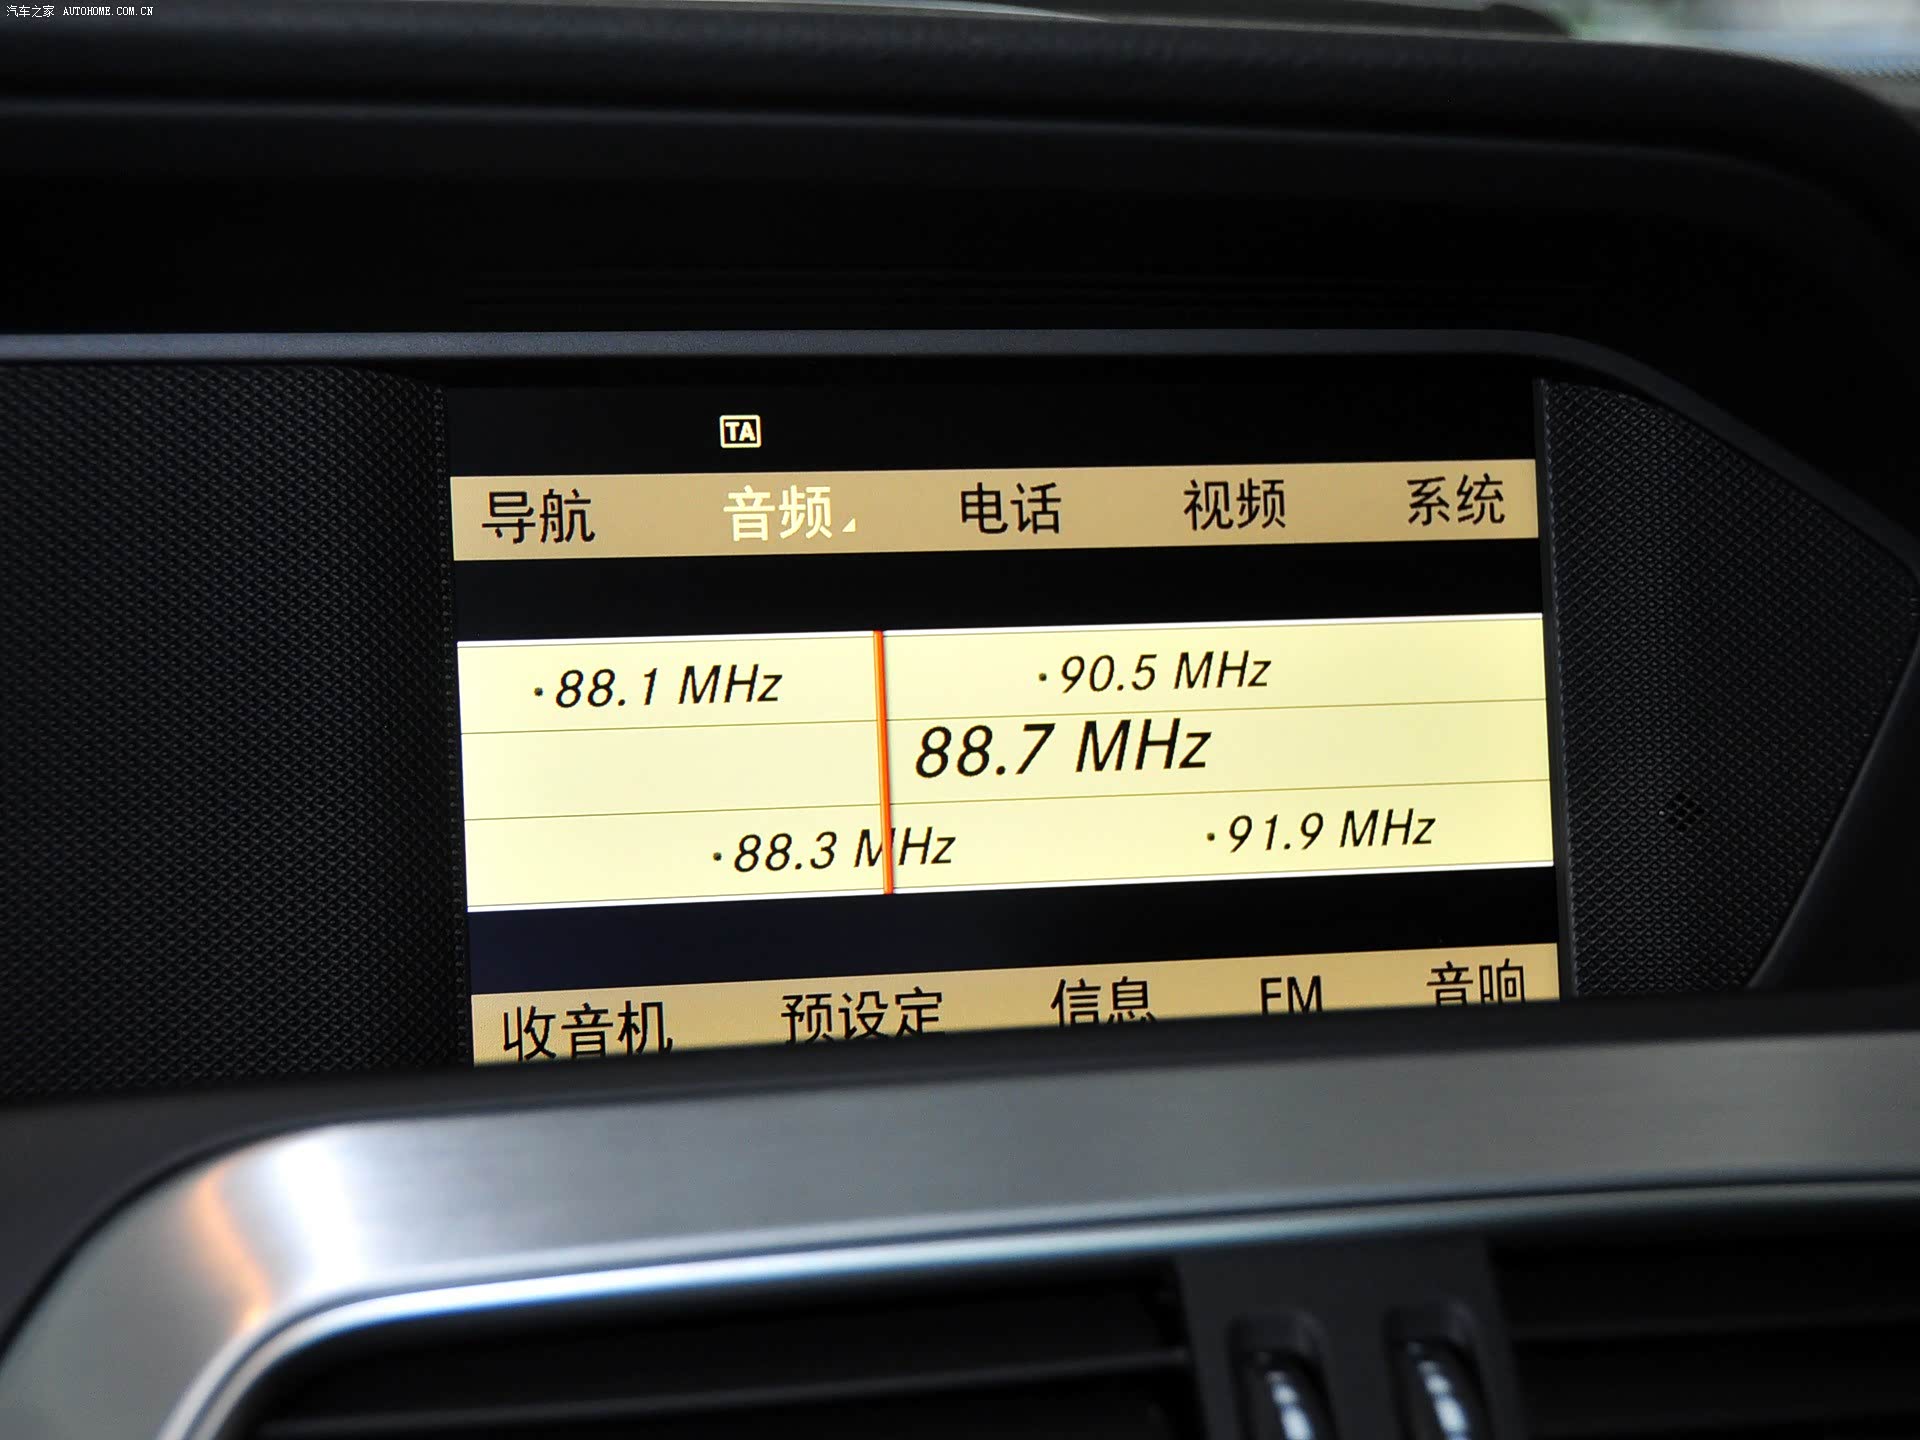 汽车之家 AUTOHOME.COM.CN
TA
导航 音频 电话 视频 系统
·88.1 MHz ·90.5 MHz
88.7 MHz
·88.3 MHz ·91.9 MHz
收音机 预设定 信息 FM 音响